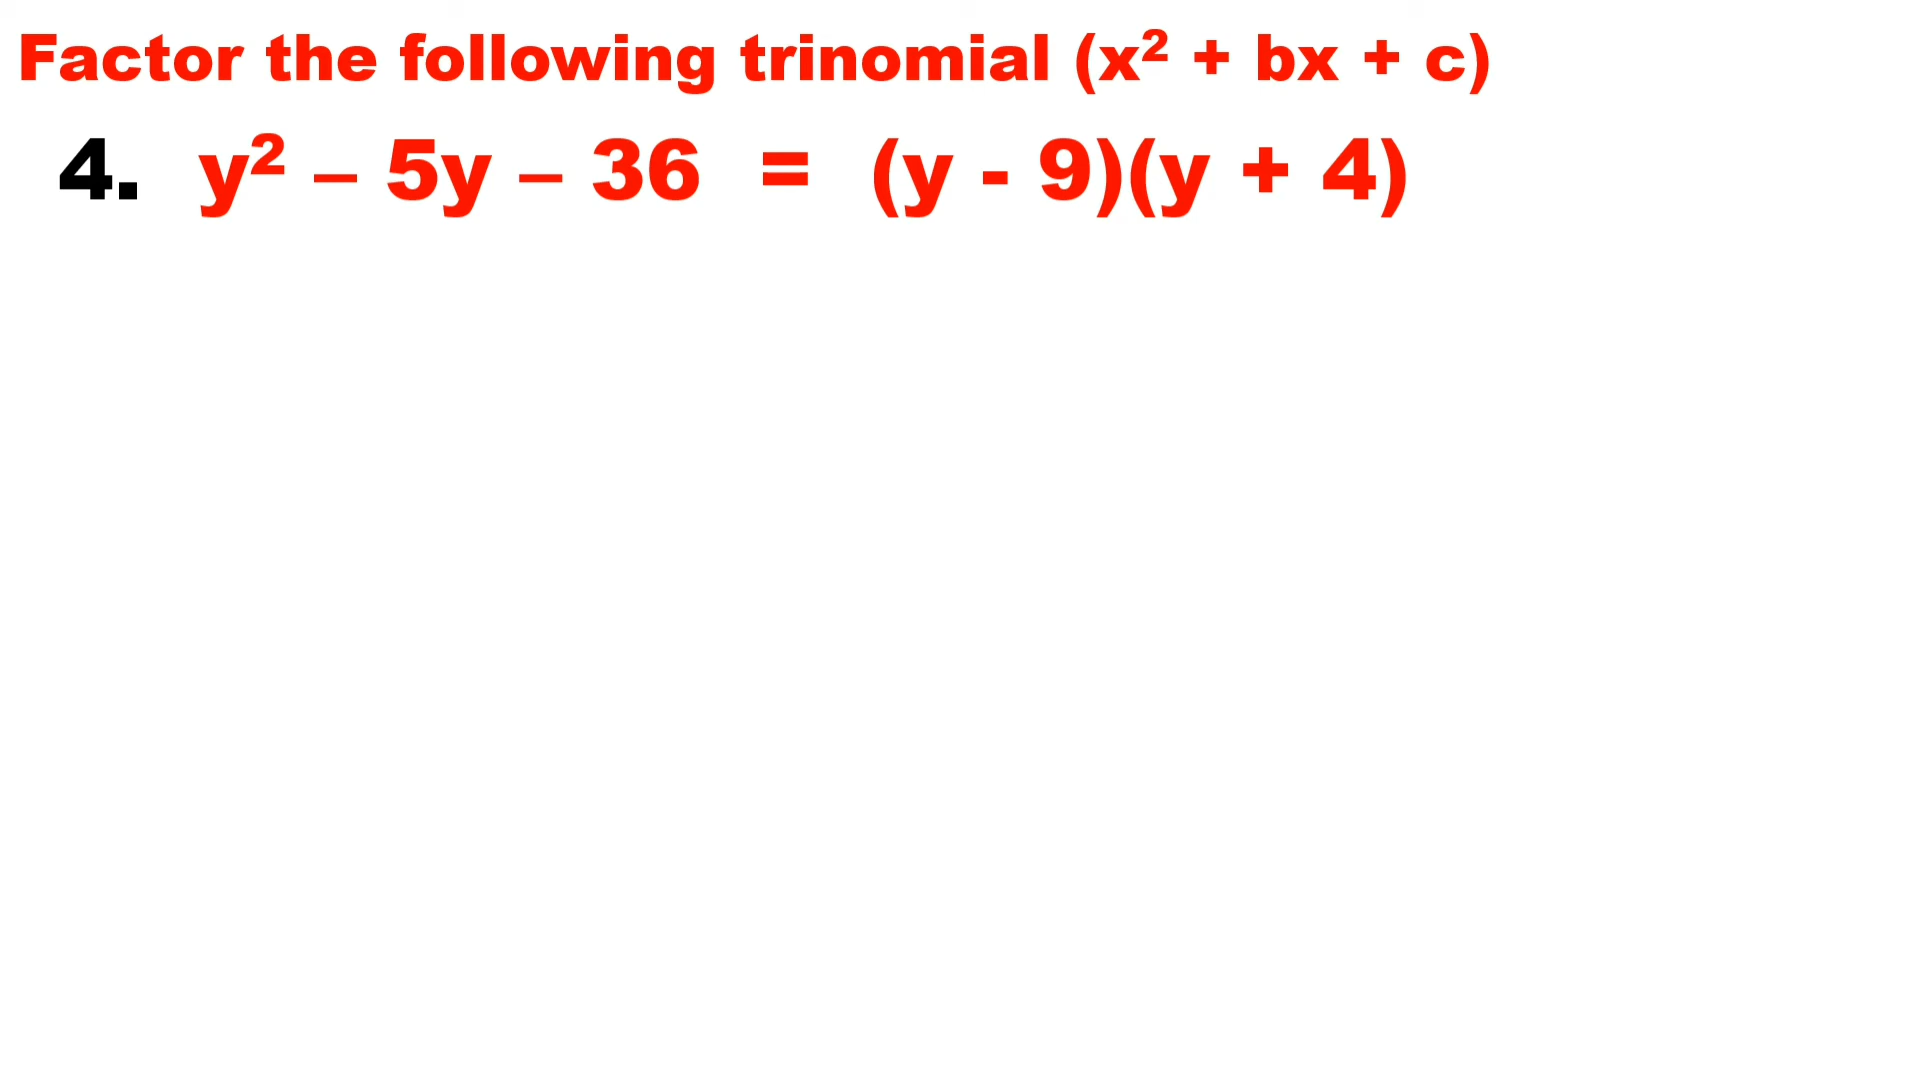 Factor the following trinomial (x² + bx + c)
4. y² – 5y – 36 = (y - 9)(y + 4)